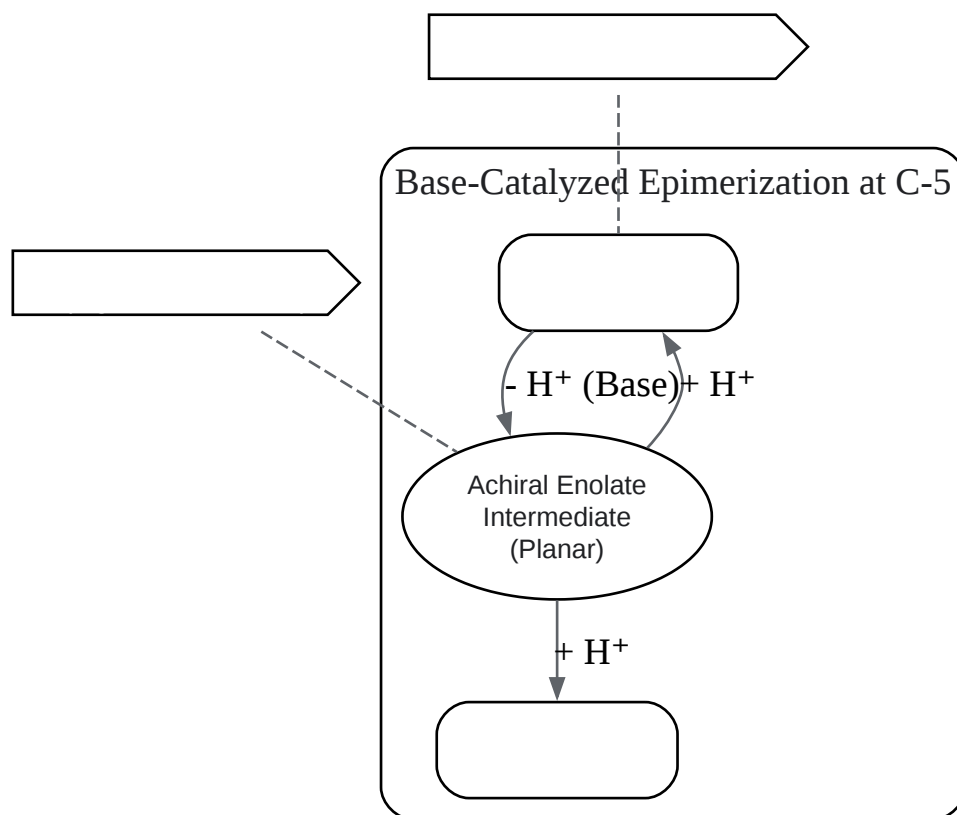 Base-Catalyzed Epimerization at C-5
- H⁺ (Base)
+ H⁺
Achiral Enolate
Intermediate
(Planar)
+ H⁺